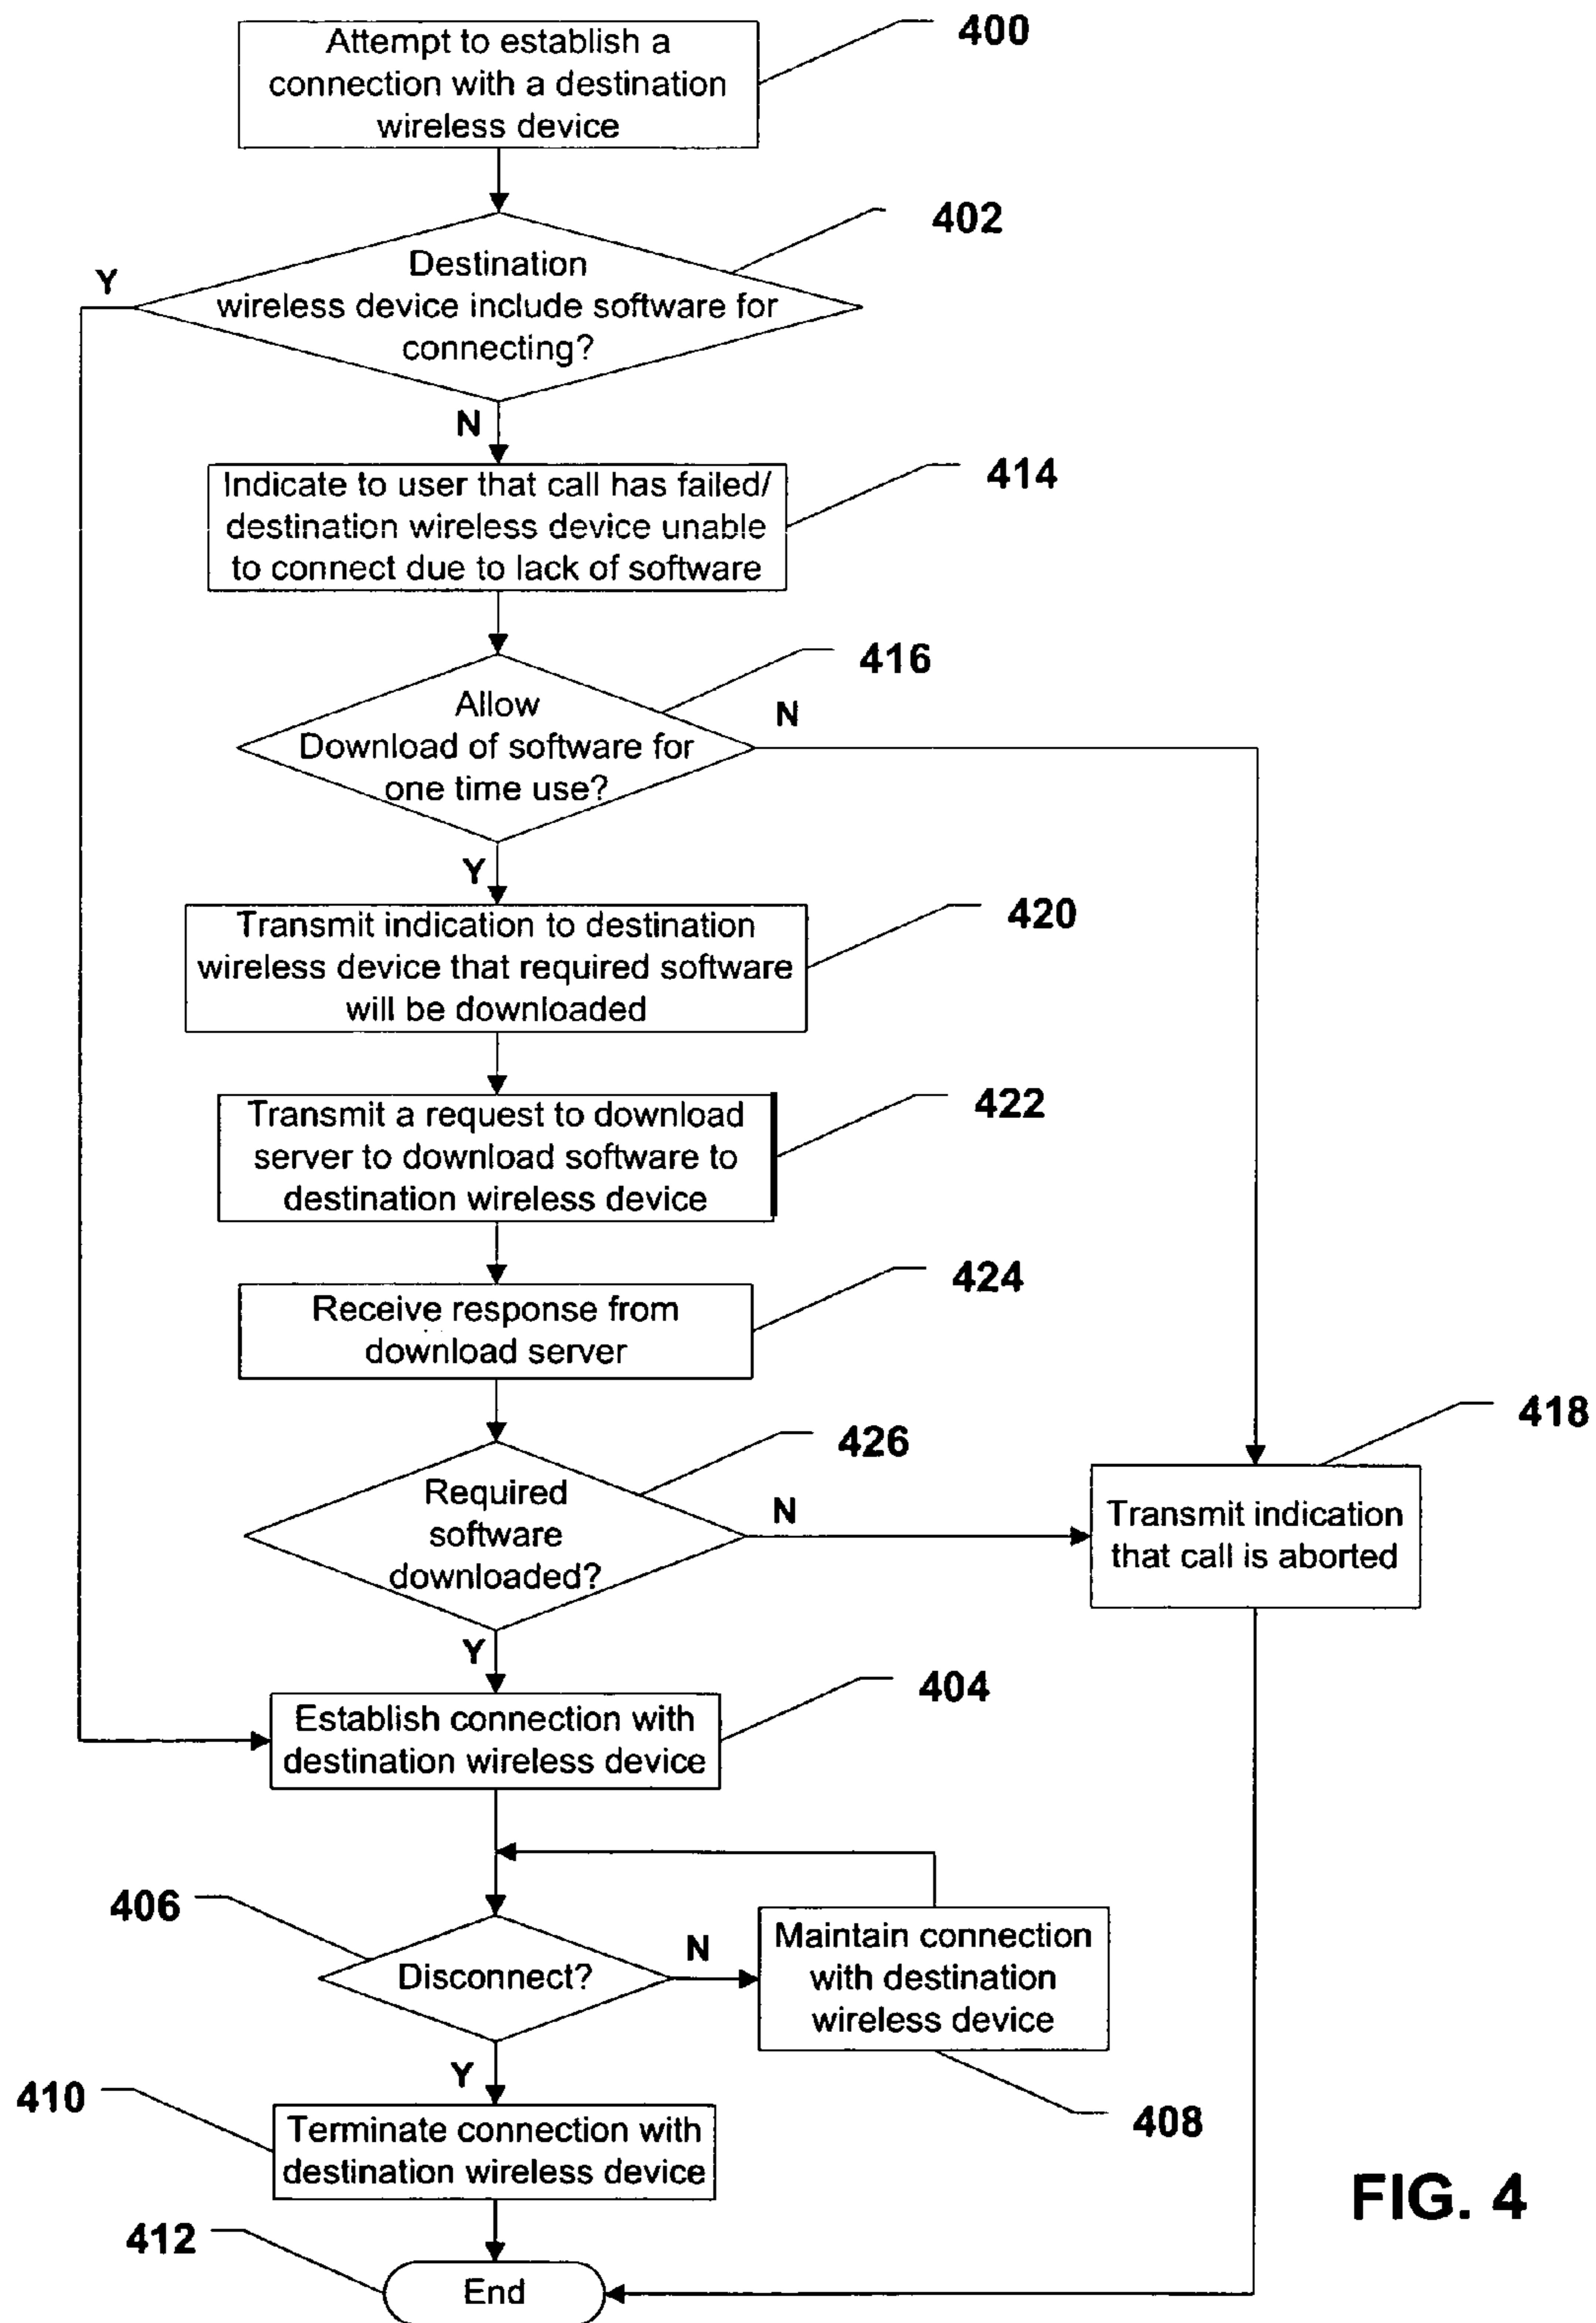 Attempt to establish a
connection with a destination
wireless device
400
402
Destination
wireless device include software for
connecting?
Y
N
Indicate to user that call has failed/
destination wireless device unable
to connect due to lack of software
414
416
Allow
Download of software for
one time use?
N
Y
Transmit indication to destination
wireless device that required software
will be downloaded
420
Transmit a request to download
server to download software to
destination wireless device
422
Receive response from
download server
424
426
Required
software
downloaded?
N
Y
Transmit indication
that call is aborted
418
Establish connection with
destination wireless device
404
406
Disconnect?
N
Maintain connection
with destination
wireless device
408
Y
410
Terminate connection with
destination wireless device
412
End
FIG. 4